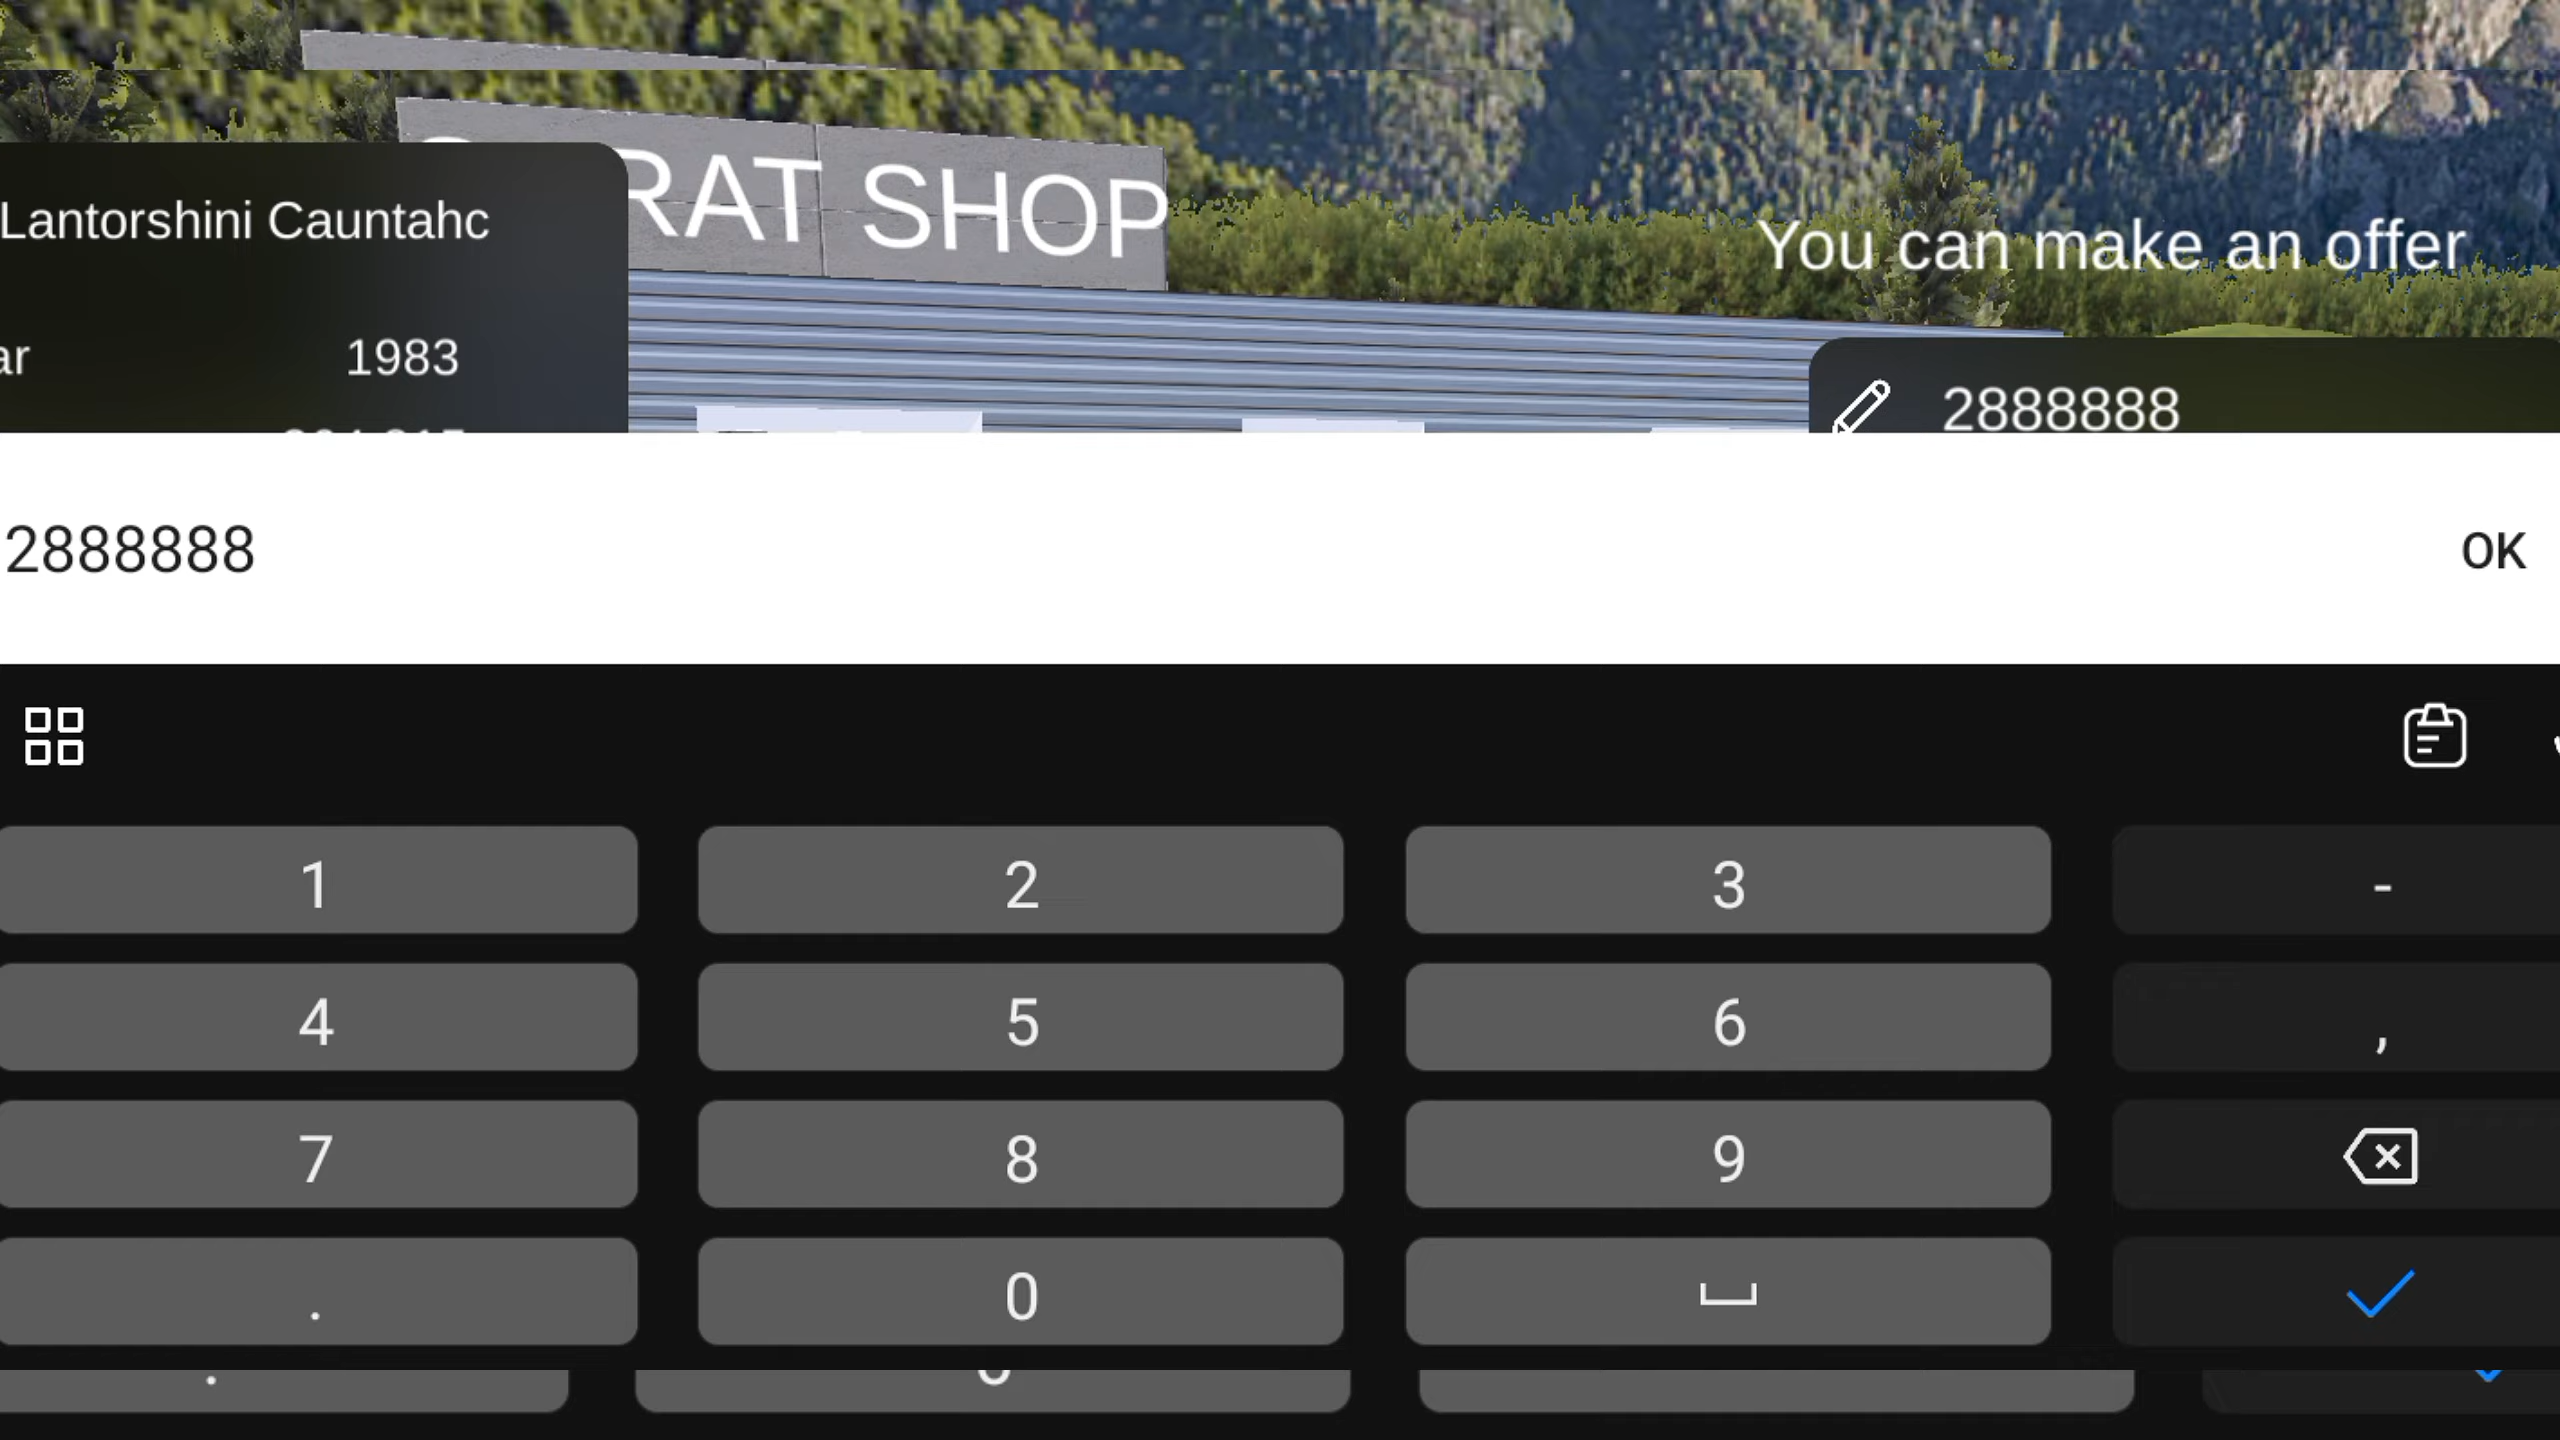 RAT SHOP
Lantorshini Cauntahc
You can make an offer
ar 1983
2888888
2888888 OK
1 2 3 -
4 5 6 ,
7 8 9
. 0